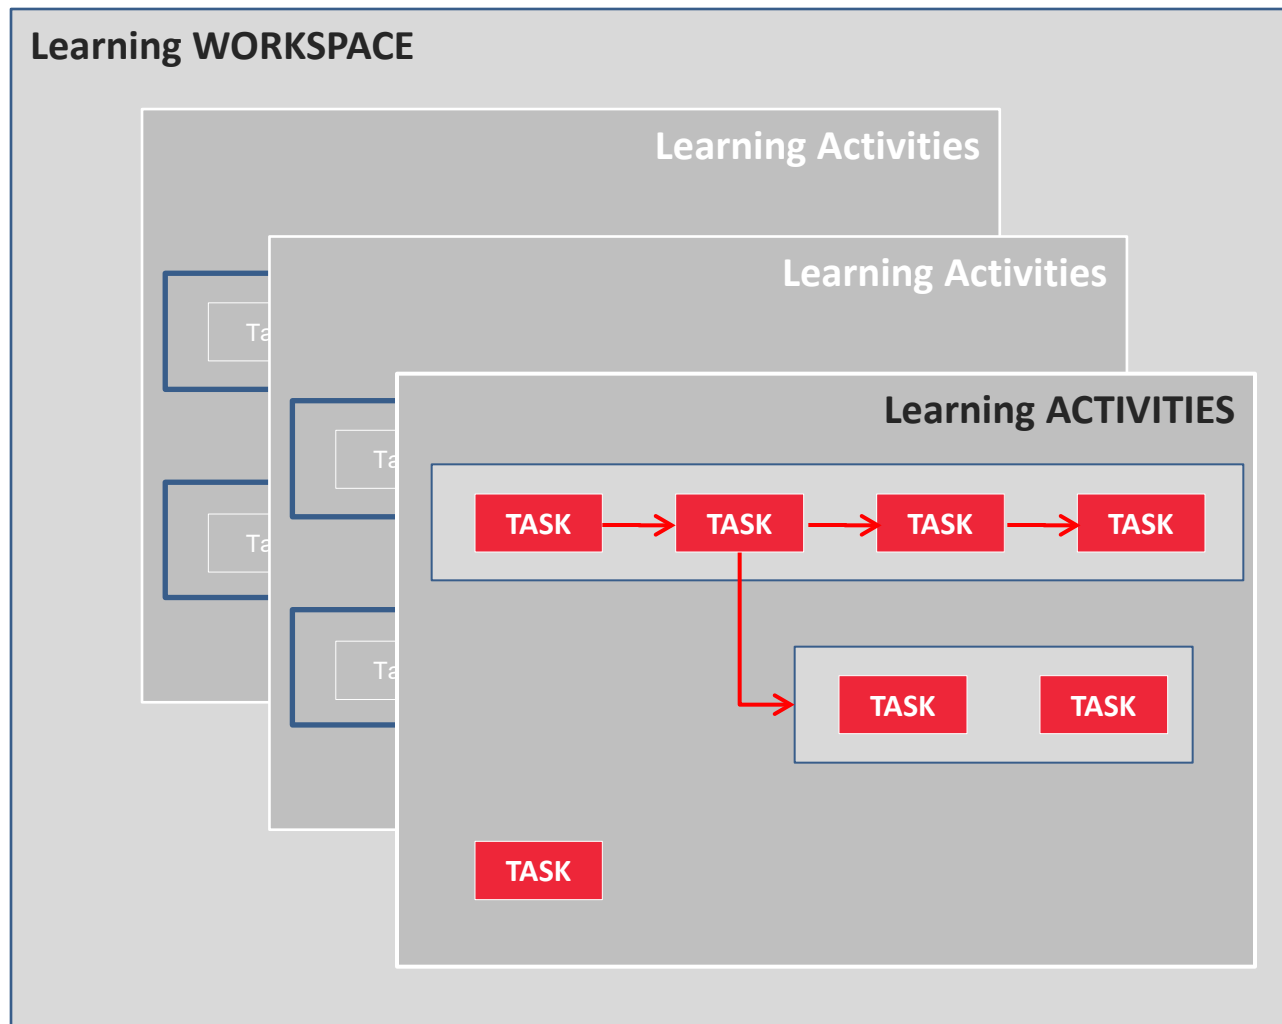 Learning WORKSPACE
Learning Activities
Learning Activities
Learning ACTIVITIES
TASK TASK TASK TASK
TASK TASK
TASK